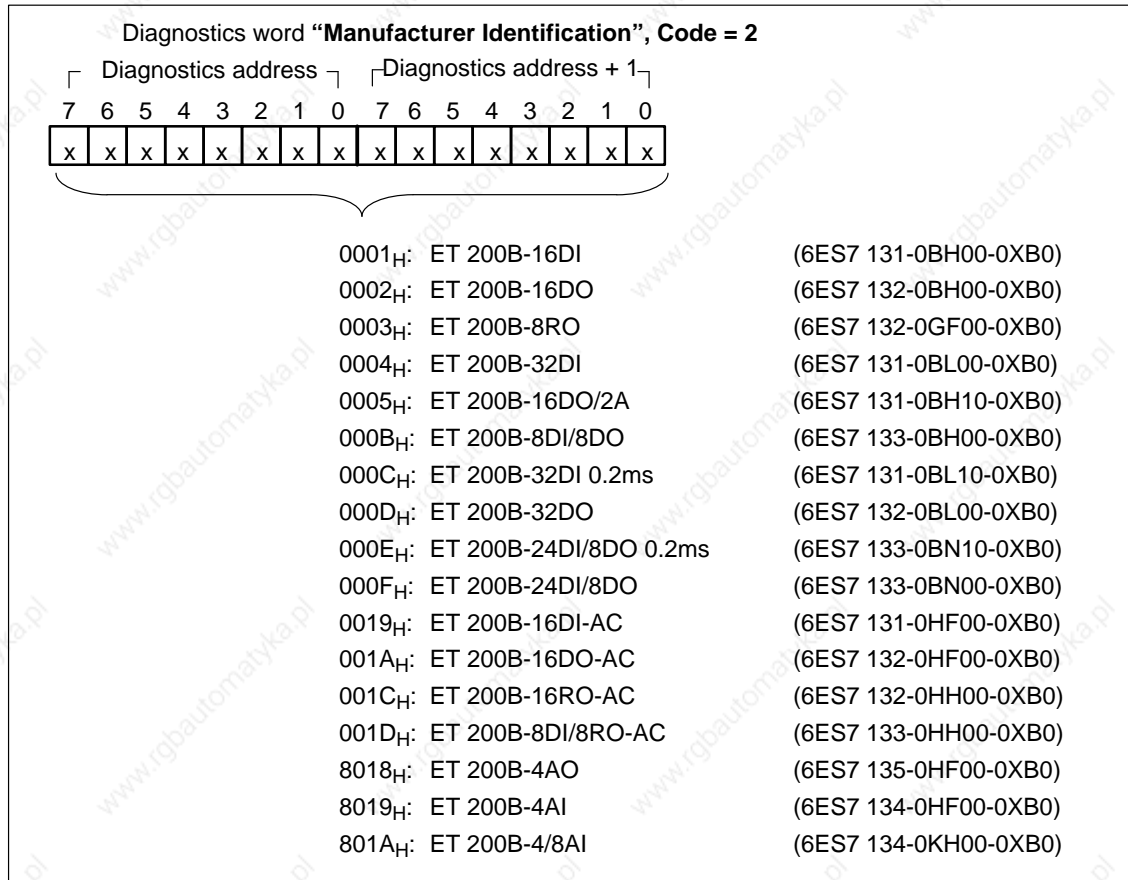 Diagnostics word “Manufacturer Identification”, Code = 2
Diagnostics address Diagnostics address + 1
7 6 5 4 3 2 1 0 7 6 5 4 3 2 1 0
x x x x x x x x x x x x x x x x
0001H: ET 200B-16DI (6ES7 131-0BH00-0XB0)
0002H: ET 200B-16DO (6ES7 132-0BH00-0XB0)
0003H: ET 200B-8RO (6ES7 132-0GF00-0XB0)
0004H: ET 200B-32DI (6ES7 131-0BL00-0XB0)
0005H: ET 200B-16DO/2A (6ES7 131-0BH10-0XB0)
000BH: ET 200B-8DI/8DO (6ES7 133-0BH00-0XB0)
000CH: ET 200B-32DI 0.2ms (6ES7 131-0BL10-0XB0)
000DH: ET 200B-32DO (6ES7 132-0BL00-0XB0)
000EH: ET 200B-24DI/8DO 0.2ms (6ES7 133-0BN10-0XB0)
000FH: ET 200B-24DI/8DO (6ES7 133-0BN00-0XB0)
0019H: ET 200B-16DI-AC (6ES7 131-0HF00-0XB0)
001AH: ET 200B-16DO-AC (6ES7 132-0HF00-0XB0)
001CH: ET 200B-16RO-AC (6ES7 132-0HH00-0XB0)
001DH: ET 200B-8DI/8RO-AC (6ES7 133-0HH00-0XB0)
8018H: ET 200B-4AO (6ES7 135-0HF00-0XB0)
8019H: ET 200B-4AI (6ES7 134-0HF00-0XB0)
801AH: ET 200B-4/8AI (6ES7 134-0KH00-0XB0)
www.rgbautomatyka.pl